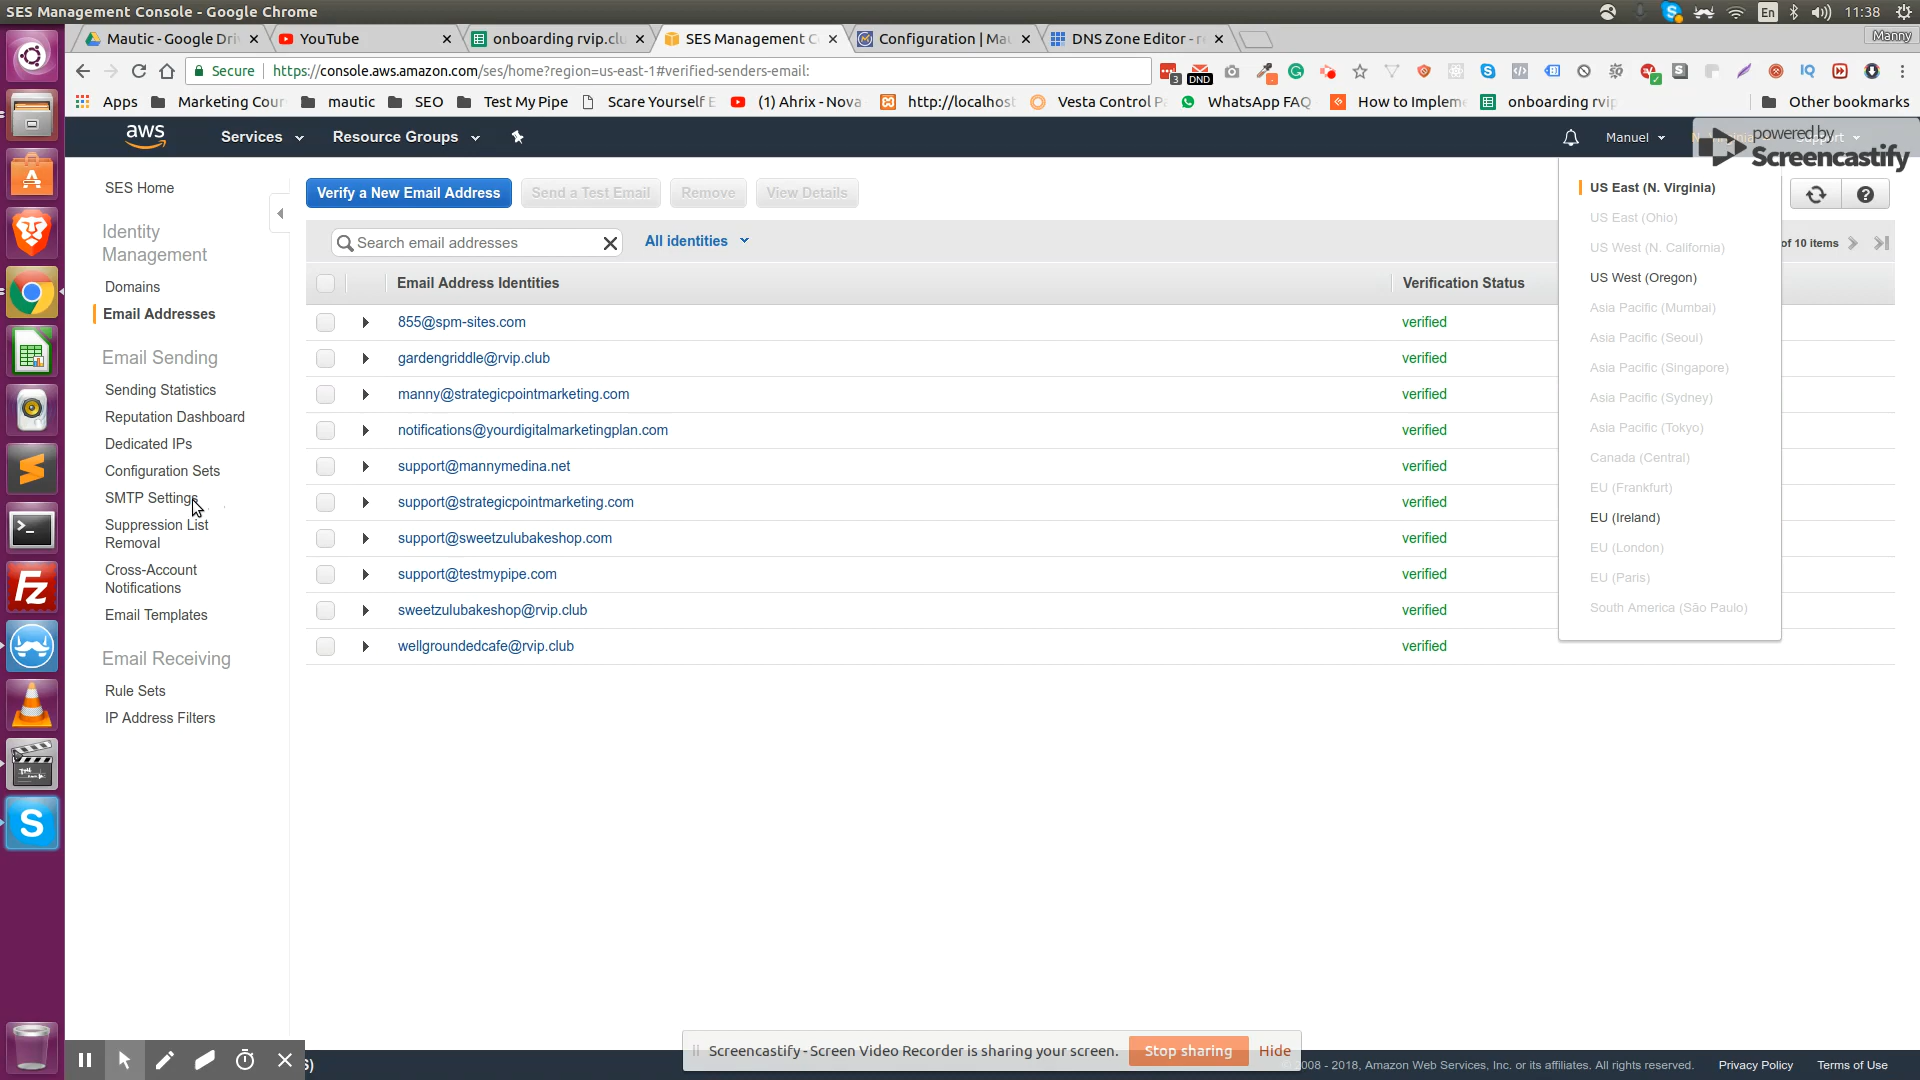 SES Management Console - Google Chrome
En
11:38
Mautic - Google Dri
YouTube
onboarding rvip.clu
SES Management C
Configuration | Mau
DNS Zone Editor - r
Manny
Secure
https://console.aws.amazon.com/ses/home?region=us-east-1#verified-senders-email:
3
DND
IQ
Apps
Marketing Cour
mautic
SEO
Test My Pipe
Scare Yourself E
(1) Ahrix - Nova
http://localhost
Vesta Control P
WhatsApp FAQ
How to Impleme
onboarding rvip
Other bookmarks
aws
Services
Resource Groups
Manuel
powered by
Screencastify
SES Home
Identity
Management
Domains
Email Addresses
Email Sending
Sending Statistics
Reputation Dashboard
Dedicated IPs
Configuration Sets
SMTP Settings
Suppression List
Removal
Cross-Account
Notifications
Email Templates
Email Receiving
Rule Sets
IP Address Filters
Verify a New Email Address
Send a Test Email
Remove
View Details
Search email addresses
All identities
of 10 items
Email Address Identities
Verification Status
855@spm-sites.com
verified
gardengriddle@rvip.club
verified
manny@strategicpointmarketing.com
verified
notifications@yourdigitalmarketingplan.com
verified
support@mannymedina.net
verified
support@strategicpointmarketing.com
verified
support@sweetzulubakeshop.com
verified
support@testmypipe.com
verified
sweetzulubakeshop@rvip.club
verified
wellgroundedcafe@rvip.club
verified
US East (N. Virginia)
US East (Ohio)
US West (N. California)
US West (Oregon)
Asia Pacific (Mumbai)
Asia Pacific (Seoul)
Asia Pacific (Singapore)
Asia Pacific (Sydney)
Asia Pacific (Tokyo)
Canada (Central)
EU (Frankfurt)
EU (Ireland)
EU (London)
EU (Paris)
South America (São Paulo)
Screencastify - Screen Video Recorder is sharing your screen.
Stop sharing
Hide
2008 - 2018, Amazon Web Services, Inc. or its affiliates. All rights reserved.
Privacy Policy
Terms of Use